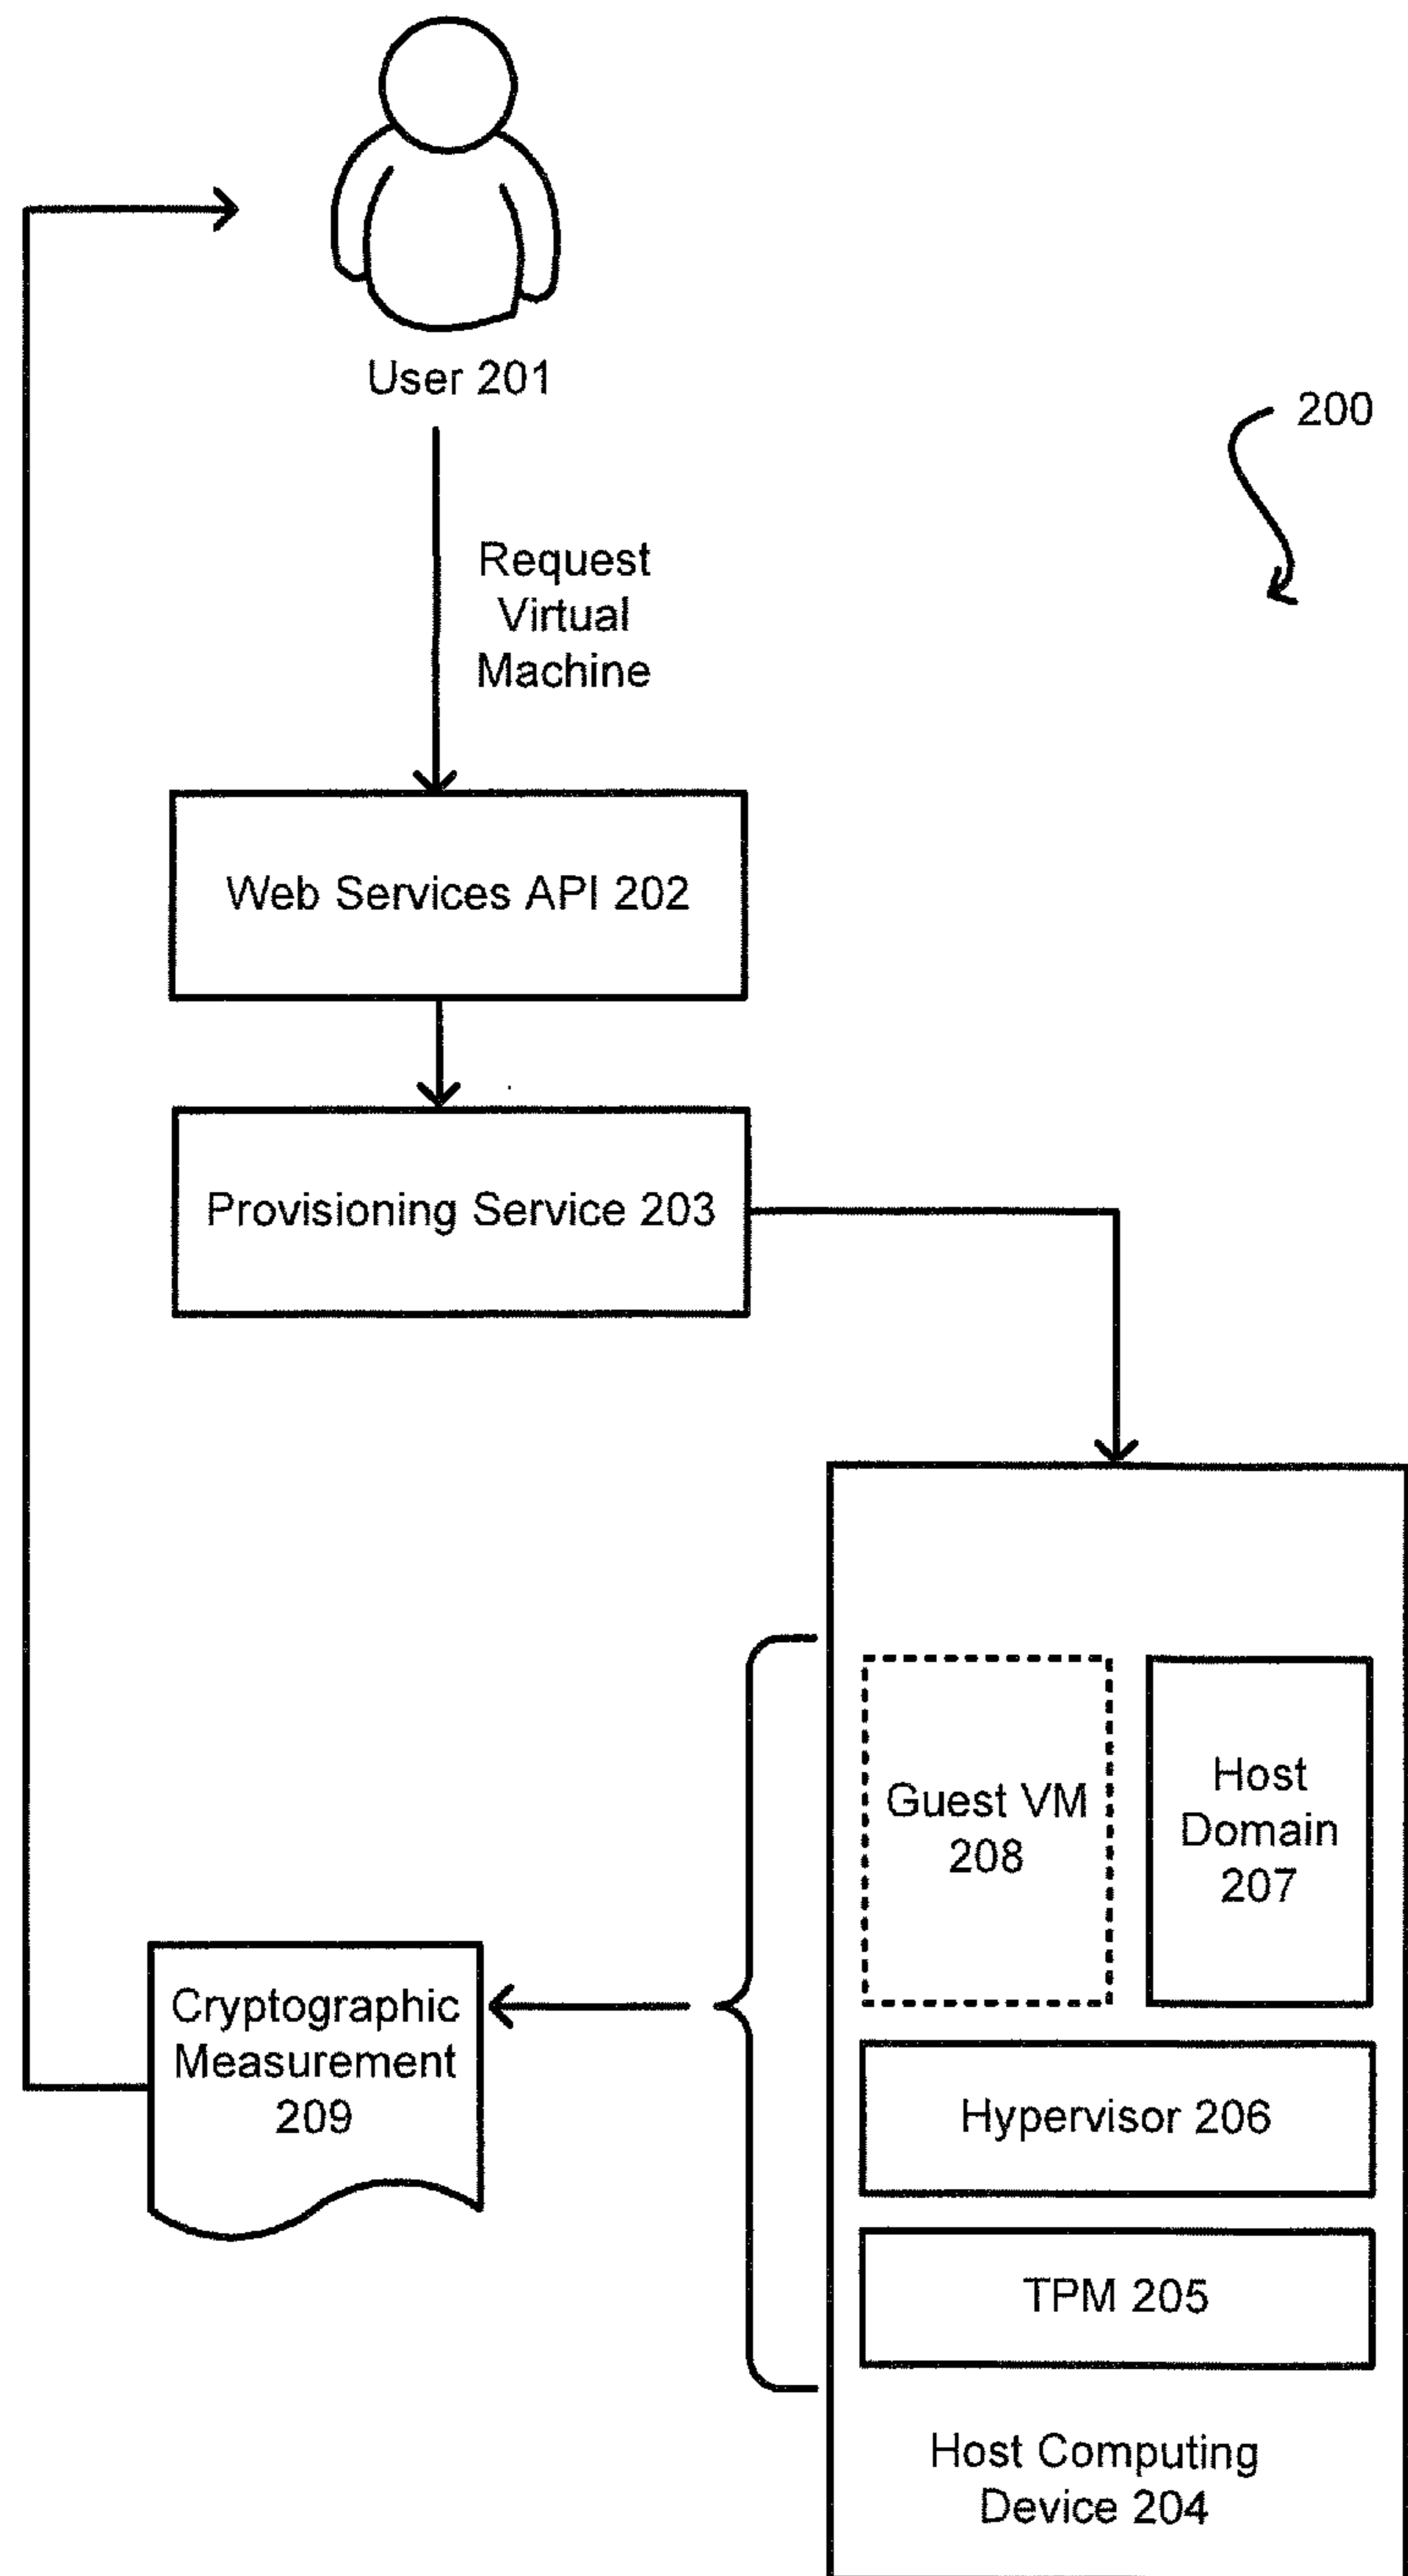 User 201
200
Request
Virtual
Machine
Web Services API 202
Provisioning Service 203
Guest VM
208
Host
Domain
207
Cryptographic
Measurement
209
Hypervisor 206
TPM 205
Host Computing
Device 204